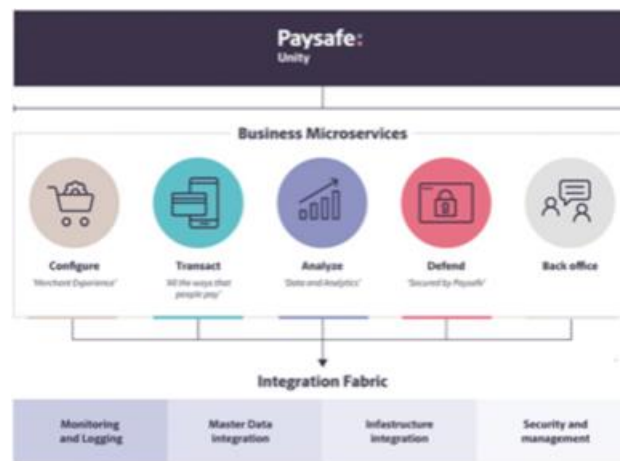 Paysafe:
Unity
Business Microservices
Configure
Transact
Analyze
Defend
Back office
'Merchant Experience'
'All the ways that
people pay'
'Data and Analytics'
'Secured by Paysafe'
Integration Fabric
Monitoring
and Logging
Master Data
integration
Infastructure
integration
Security and
management